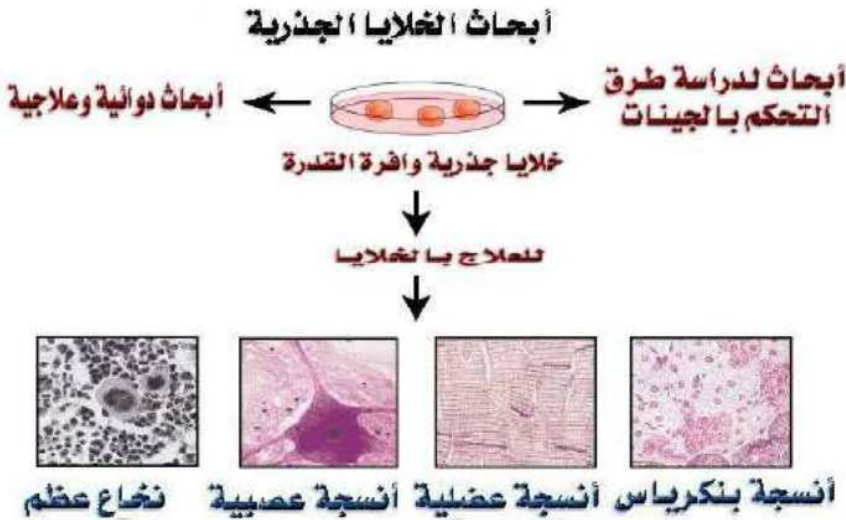 أبحاث الخلايا الجذرية
أبحاث لدراسة طرق
التحكم بالجينات
أبحاث دوائية وعلاجية
خلايا جذرية وافرة القدرة
للعلاج بالخلايا
أنسجة بنكرياس
أنسجة عضلية
أنسجة عصبية
نخاع عظم